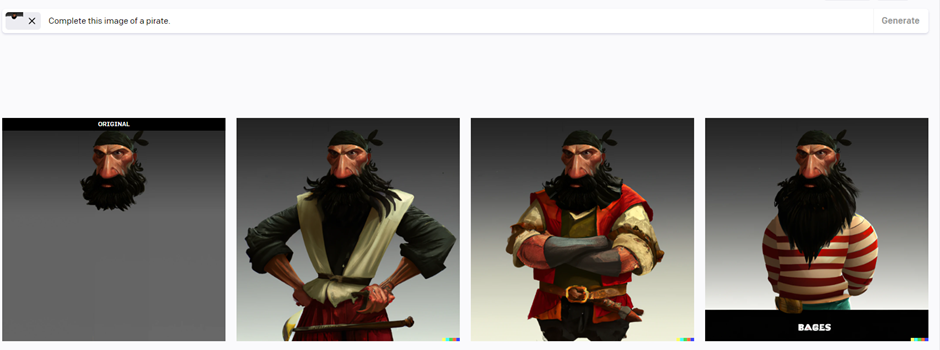 Complete this image of a pirate.
Generate
ORIGINAL
BAGES